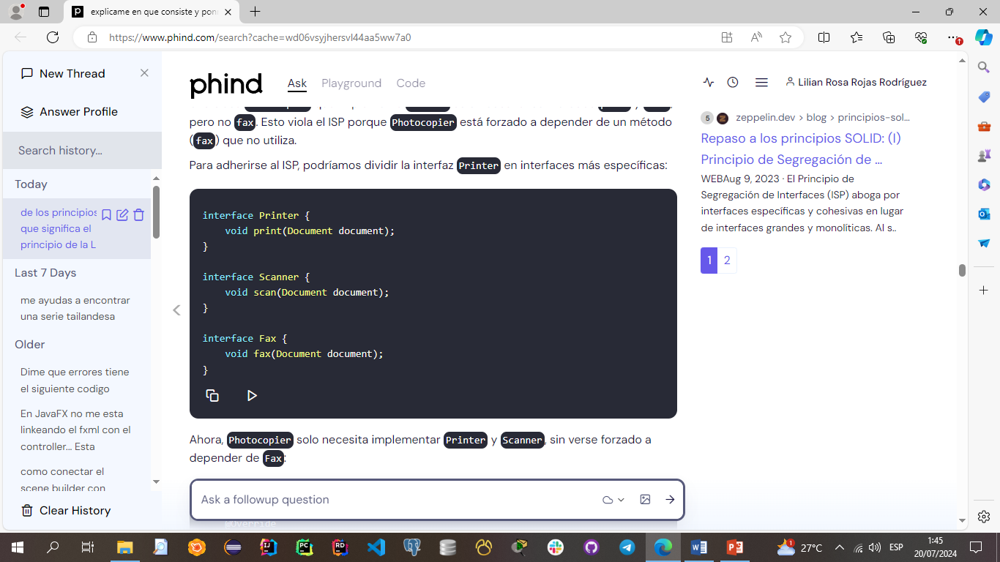 explicame en que consiste y pon
https://www.phind.com/search?cache=wd06vsyjhersvl44aa5ww7a0
New Thread
Answer Profile
Search history...
Today
de los principios
que significa el
principio de la L
Last 7 Days
me ayudas a encontrar
una serie tailandesa
Older
Dime que errores tiene
el siguiente codigo
En JavaFX no me esta
linkeando el fxml con el
controller... Esta
como conectar el
scene builder con
Clear History
phind
Ask
Playground
Code
Lilian Rosa Rojas Rodríguez
pero no fax. Esto viola el ISP porque Photocopier está forzado a depender de un método
(fax) que no utiliza.
Para adherirse al ISP, podríamos dividir la interfaz Printer en interfaces más específicas:
interface Printer {
void print(Document document);
}
interface Scanner {
void scan(Document document);
}
interface Fax {
void fax(Document document);
}
Ahora, Photocopier solo necesita implementar Printer y Scanner, sin verse forzado a
depender de Fax:
Ask a followup question
@Override
5
zeppelin.dev › blog › principios-sol...
Repaso a los principios SOLID: (I)
Principio de Segregación de ...
WEBAug 9, 2023 · El Principio de
Segregación de Interfaces (ISP) aboga por
interfaces específicas y cohesivas en lugar
de interfaces grandes y monolíticas. Al s..
1 2
27°C
ESP
1:45
20/07/2024